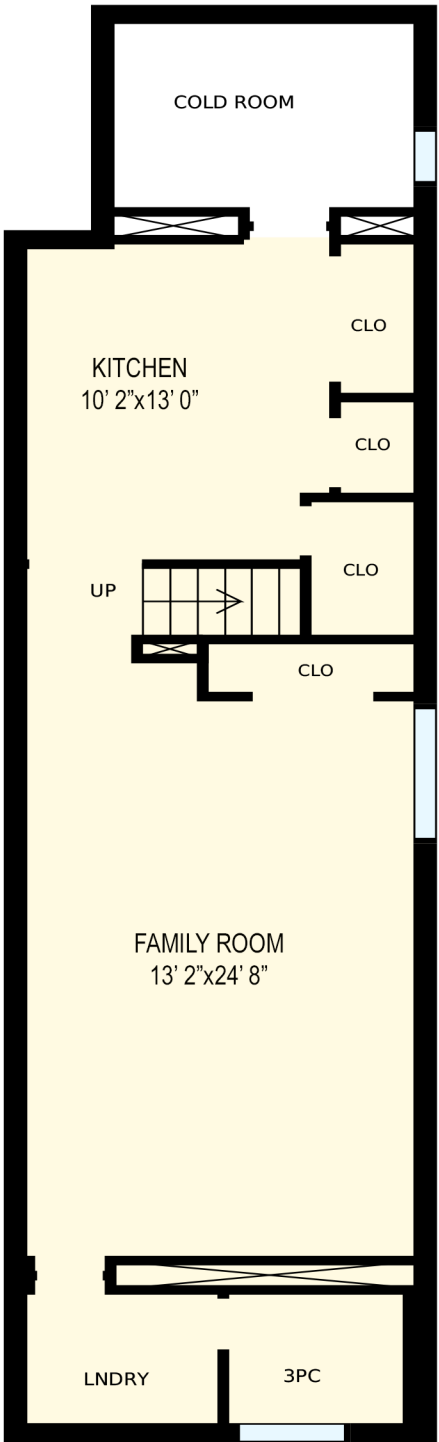 COLD ROOM
CLO
KITCHEN
10' 2”x13' 0”
CLO
CLO
UP
CLO
FAMILY ROOM
13' 2”x24' 8”
LNDRY
3PC